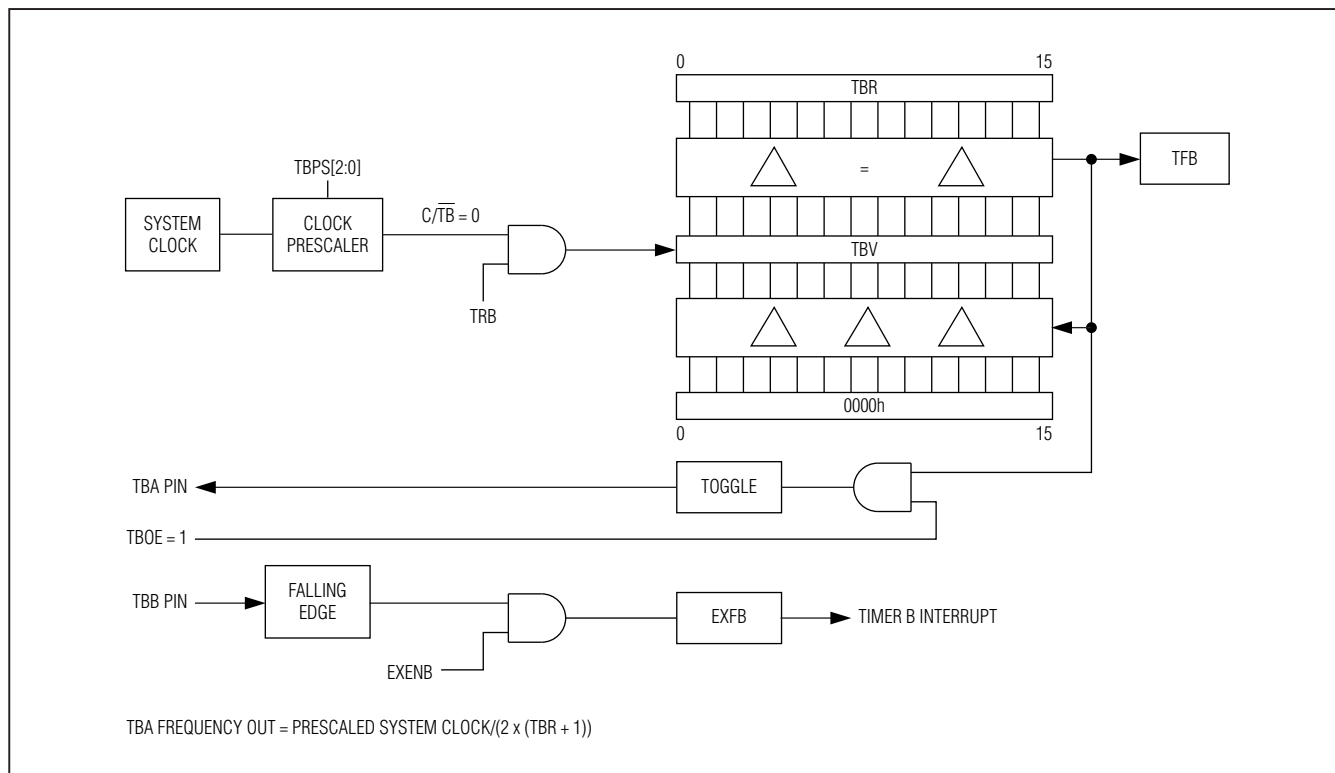 0 15
TBR
=
TFB
TBPS[2:0]
SYSTEM
CLOCK
CLOCK
PRESCALER
C/T̅B̅ = 0
TRB
TBV
0000h
0 15
TBA PIN
TOGGLE
TBOE = 1
TBB PIN
FALLING
EDGE
EXENB
EXFB
TIMER B INTERRUPT
TBA FREQUENCY OUT = PRESCALED SYSTEM CLOCK/(2 x (TBR + 1))